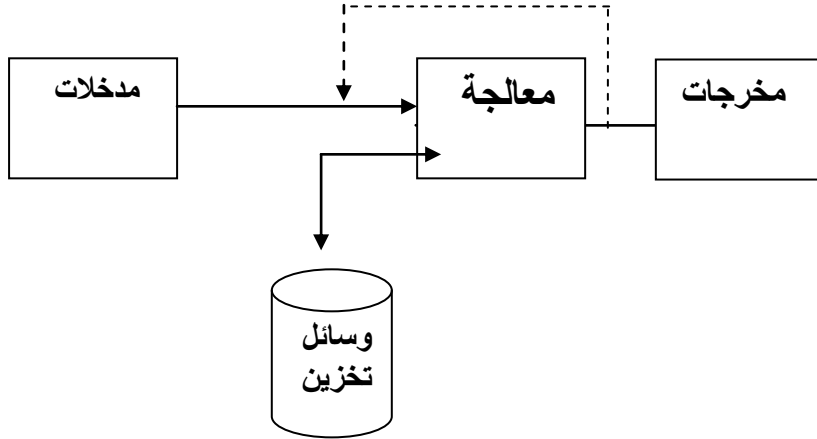 مدخلات
معالجة
مخرجات
وسائل
تخزين